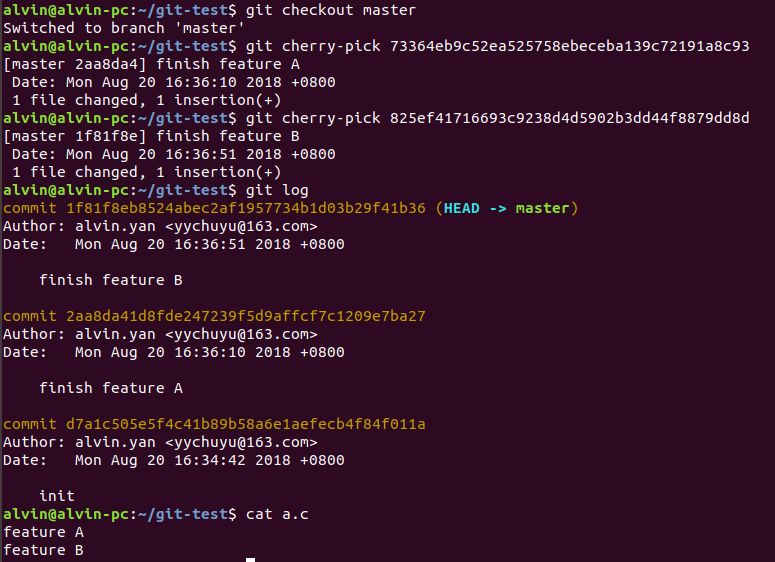 alvin@alvin-pc:~/git-test$ git checkout master
Switched to branch 'master'
alvin@alvin-pc:~/git-test$ git cherry-pick 73364eb9c52ea525758ebeceba139c72191a8c93
[master 2aa8da4] finish feature A
 Date: Mon Aug 20 16:36:10 2018 +0800
 1 file changed, 1 insertion(+)
alvin@alvin-pc:~/git-test$ git cherry-pick 825ef41716693c9238d4d5902b3dd44f8879dd8d
[master 1f81f8e] finish feature B
 Date: Mon Aug 20 16:36:51 2018 +0800
 1 file changed, 1 insertion(+)
alvin@alvin-pc:~/git-test$ git log
commit 1f81f8eb8524abec2af1957734b1d03b29f41b36 (HEAD -> master)
Author: alvin.yan <yychuyu@163.com>
Date:   Mon Aug 20 16:36:51 2018 +0800
    finish feature B
commit 2aa8da41d8fde247239f5d9affcf7c1209e7ba27
Author: alvin.yan <yychuyu@163.com>
Date:   Mon Aug 20 16:36:10 2018 +0800
    finish feature A
commit d7a1c505e5f4c41b89b58a6e1aefecb4f84f011a
Author: alvin.yan <yychuyu@163.com>
Date:   Mon Aug 20 16:34:42 2018 +0800
    init
alvin@alvin-pc:~/git-test$ cat a.c
feature A
feature B